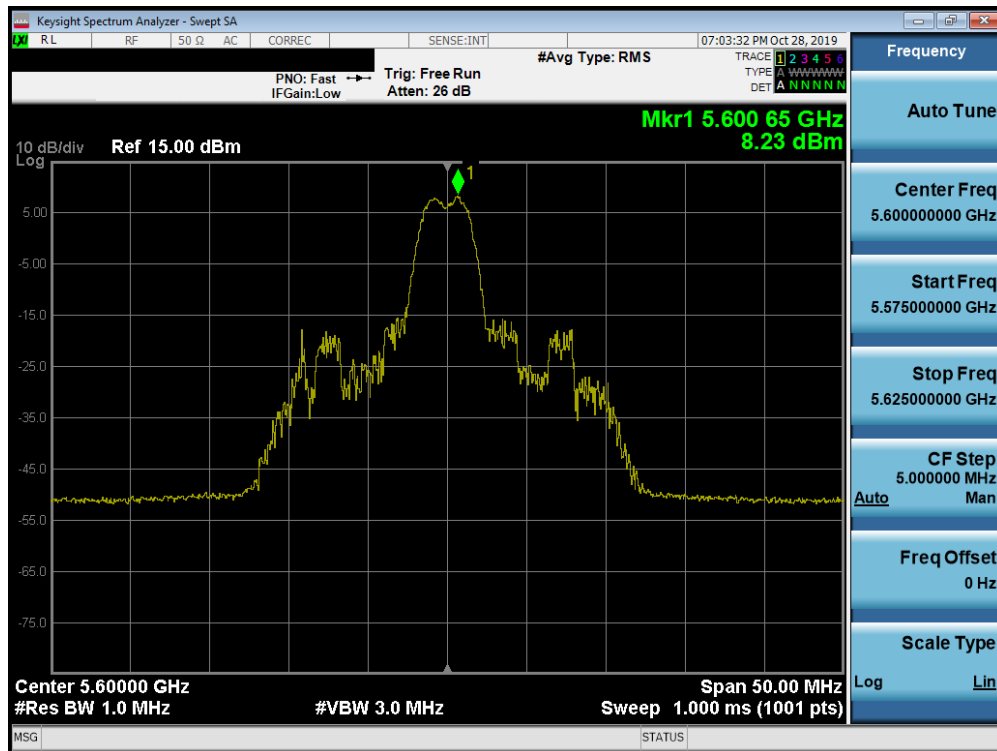 Keysight Spectrum Analyzer - Swept SA
LXI RL RF 50 Ω AC CORREC SENSE:INT 07:03:32 PM Oct 28, 2019
#Avg Type: RMS
TRACE 1 2 3 4 5 6
PNO: Fast Trig: Free Run
TYPE A WWWWW
IFGain:Low Atten: 26 dB
DET A N N N N N
Mkr1 5.600 65 GHz
8.23 dBm
10 dB/div Ref 15.00 dBm
Log
1
5.00
-5.00
-15.0
-25.0
-35.0
-45.0
-55.0
-65.0
-75.0
Center 5.60000 GHz Span 50.00 MHz
#Res BW 1.0 MHz #VBW 3.0 MHz Sweep 1.000 ms (1001 pts)
MSG STATUS
Frequency
Auto Tune
Center Freq
5.600000000 GHz
Start Freq
5.575000000 GHz
Stop Freq
5.625000000 GHz
CF Step
5.000000 MHz
Auto Man
Freq Offset
0 Hz
Scale Type
Log Lin